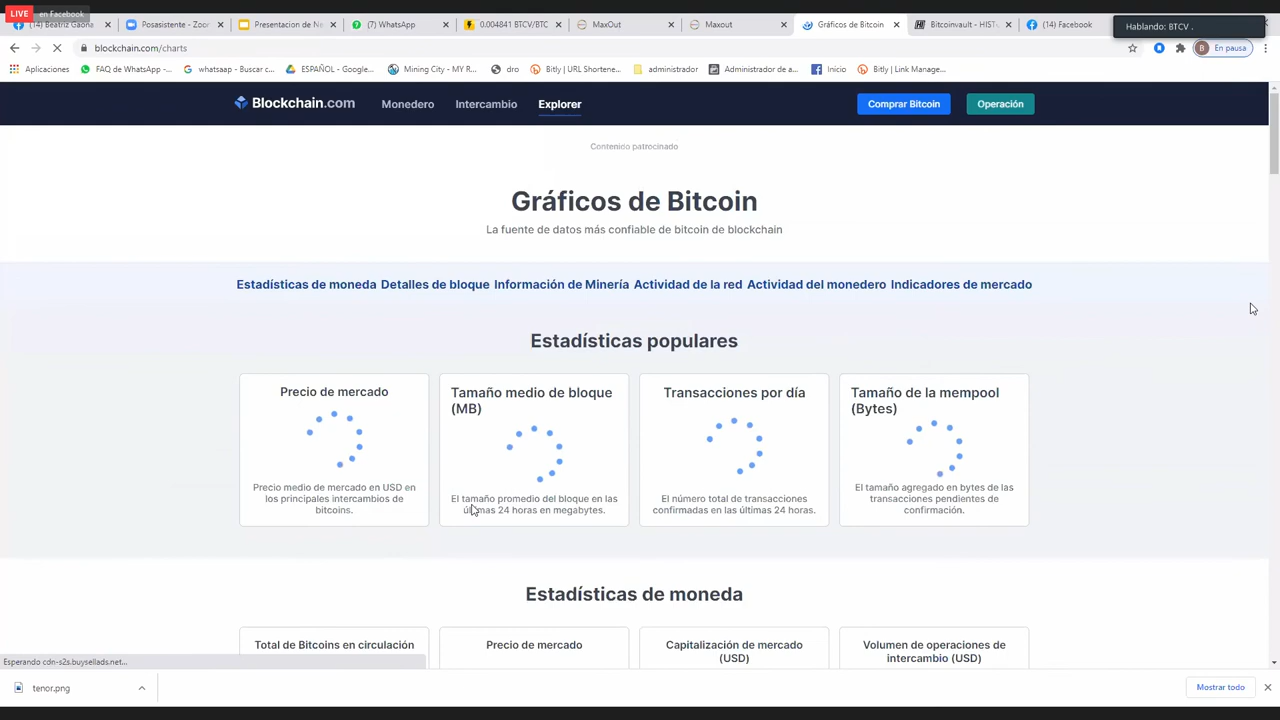 LIVE en Facebook
(14) Beatriz Gaona
Posasistente - Zoom
Presentacion de Ne
(7) WhatsApp
0.004841 BTCV/BTC
MaxOut
Maxout
Gráficos de Bitcoin
Bitcoinvault - HIST
(14) Facebook
Hablando: BTCV .
blockchain.com/charts
B En pausa
Aplicaciones
FAQ de WhatsApp -...
whatsaap - Buscar c...
ESPAÑOL - Google...
Mining City - MY R...
dro
Bitly | URL Shortene...
administrador
Administrador de a...
Inicio
Bitly | Link Manage...
Blockchain.com
Monedero
Intercambio
Explorer
Comprar Bitcoin
Operación
Contenido patrocinado
Gráficos de Bitcoin
La fuente de datos más confiable de bitcoin de blockchain
Estadísticas de moneda Detalles de bloque Información de Minería Actividad de la red Actividad del monedero Indicadores de mercado
Estadísticas populares
Precio de mercado
Precio medio de mercado en USD en
los principales intercambios de
bitcoins.
Tamaño medio de bloque
(MB)
El tamaño promedio del bloque en las
últimas 24 horas en megabytes.
Transacciones por día
El número total de transacciones
confirmadas en las últimas 24 horas.
Tamaño de la mempool
(Bytes)
El tamaño agregado en bytes de las
transacciones pendientes de
confirmación.
Estadísticas de moneda
Total de Bitcoins en circulación
Precio de mercado
Capitalización de mercado
(USD)
Volumen de operaciones de
intercambio (USD)
Esperando cdn-s2s.buysellads.net...
tenor.png
Mostrar todo